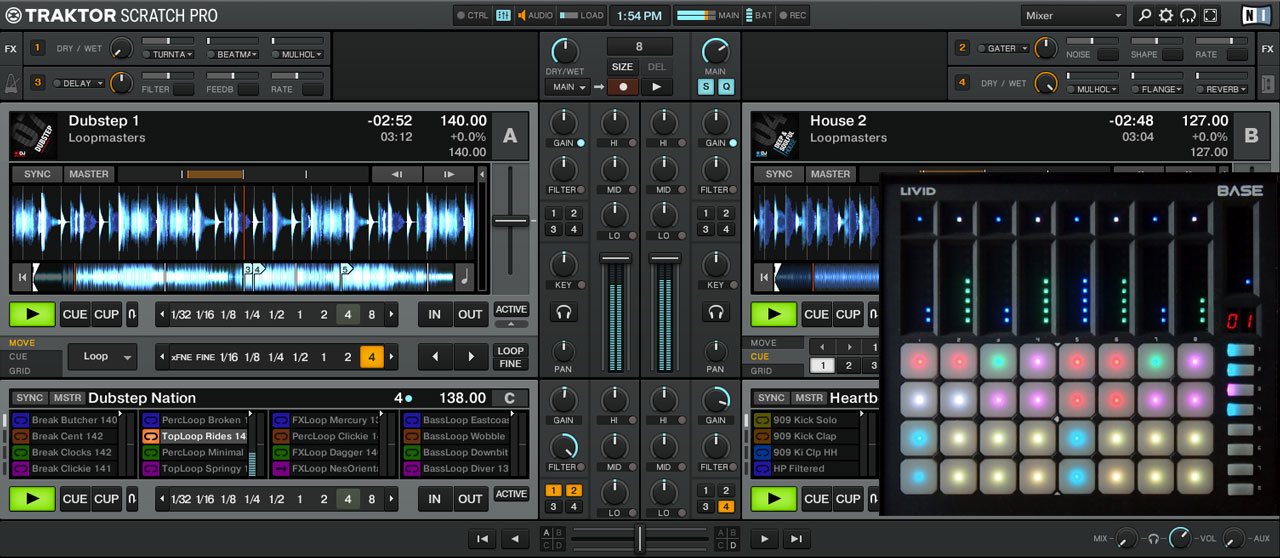 TRAKTOR SCRATCH PRO
CTRL AUDIO LOAD 1:54 PM MAIN BAT REC
Mixer
FX 1 DRY / WET TURNTA BEATMA MULHOL
3 DELAY FILTER FEEDB RATE
DRY/WET 8 MAIN
SIZE DEL
MAIN S Q
2 GATER NOISE SHAPE RATE FX
4 DRY / WET MULHOL FLANGE REVERB
Dubstep 1 -02:52 140.00 A
Loopmasters 03:12 +0.0%
140.00
SYNC MASTER
3 4 5
CUE CUP 1/32 1/16 1/8 1/4 1/2 1 2 4 8 IN OUT ACTIVE
MOVE
CUE Loop xFNE FINE 1/16 1/8 1/4 1/2 1 2 4 LOOP FINE
GRID
GAIN HI HI GAIN
FILTER MID MID FILTER
1 2 LO LO 1 2
3 4 3 4
KEY KEY
PAN PAN
House 2 -02:48 127.00 B
Loopmasters 03:04 +0.0%
127.00
SYNC MASTER
CUE CUP 1/32
MOVE
CUE 1 2 3
GRID
LIVID BASE
01
SYNC MSTR Dubstep Nation 4 138.00 C
Break Butcher 140 PercLoop Broken 1 FXLoop Mercury 13 BassLoop Eastcoas
Break Cent 142 TopLoop Rides 14 PercLoop Clickie 14 BassLoop Wobble
Break Clocks 142 PercLoop Minimal FXLoop Dagger 140 BassLoop Downbit
Break Clickie 141 TopLoop Springy FXLoop NesOrienta BassLoop Diver 13
CUE CUP 1/32 1/16 1/8 1/4 1/2 1 2 4 8 IN OUT ACTIVE
GAIN HI HI GAIN
FILTER MID MID FILTER
1 2 LO LO 1 2
3 4 3 4
SYNC MSTR Heartb
909 Kick Solo
909 Kick Clap
909 Ki Clp HH
HP Filtered
CUE CUP 1/32
A B A B
C D C D
MIX VOL AUX